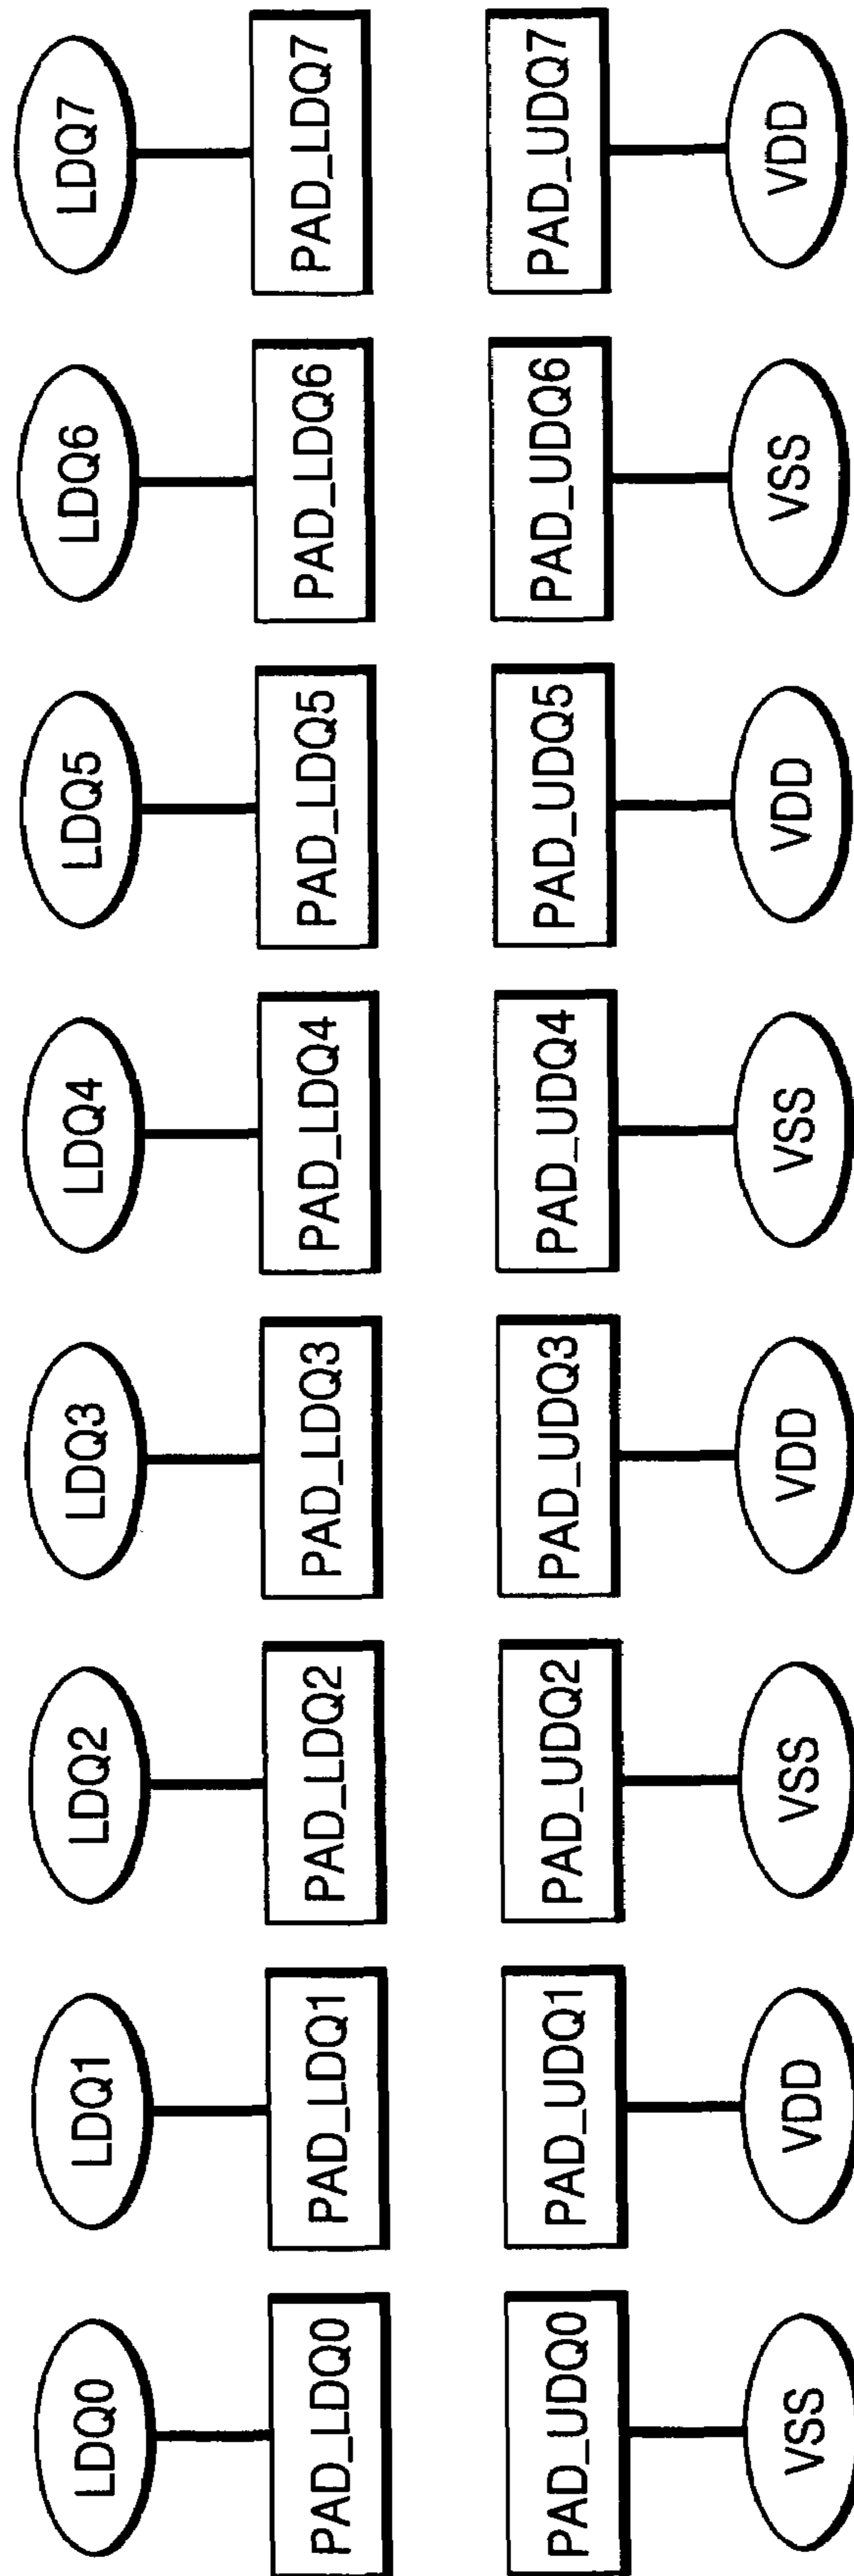 LDQ0
LDQ1
LDQ2
LDQ3
LDQ4
LDQ5
LDQ6
LDQ7
PAD_LDQ0
PAD_LDQ1
PAD_LDQ2
PAD_LDQ3
PAD_LDQ4
PAD_LDQ5
PAD_LDQ6
PAD_LDQ7
PAD_UDQ0
PAD_UDQ1
PAD_UDQ2
PAD_UDQ3
PAD_UDQ4
PAD_UDQ5
PAD_UDQ6
PAD_UDQ7
VSS
VDD
VSS
VDD
VSS
VDD
VSS
VDD